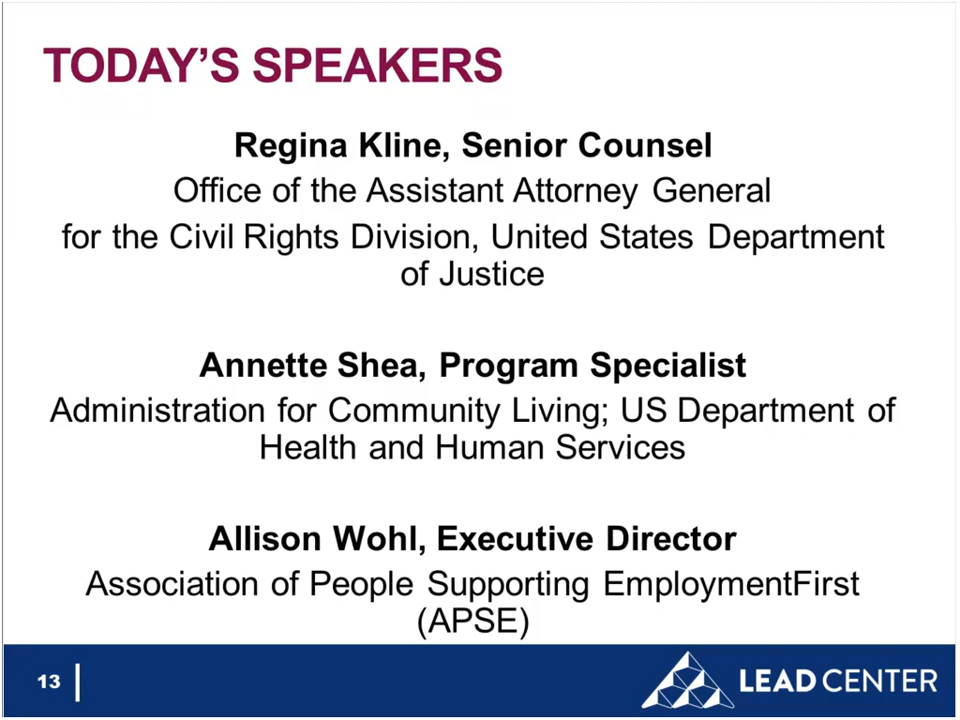 TODAY’S SPEAKERS
Regina Kline, Senior Counsel
Office of the Assistant Attorney General
for the Civil Rights Division, United States Department
of Justice
Annette Shea, Program Specialist
Administration for Community Living; US Department of
Health and Human Services
Allison Wohl, Executive Director
Association of People Supporting EmploymentFirst
(APSE)
13
LEAD CENTER